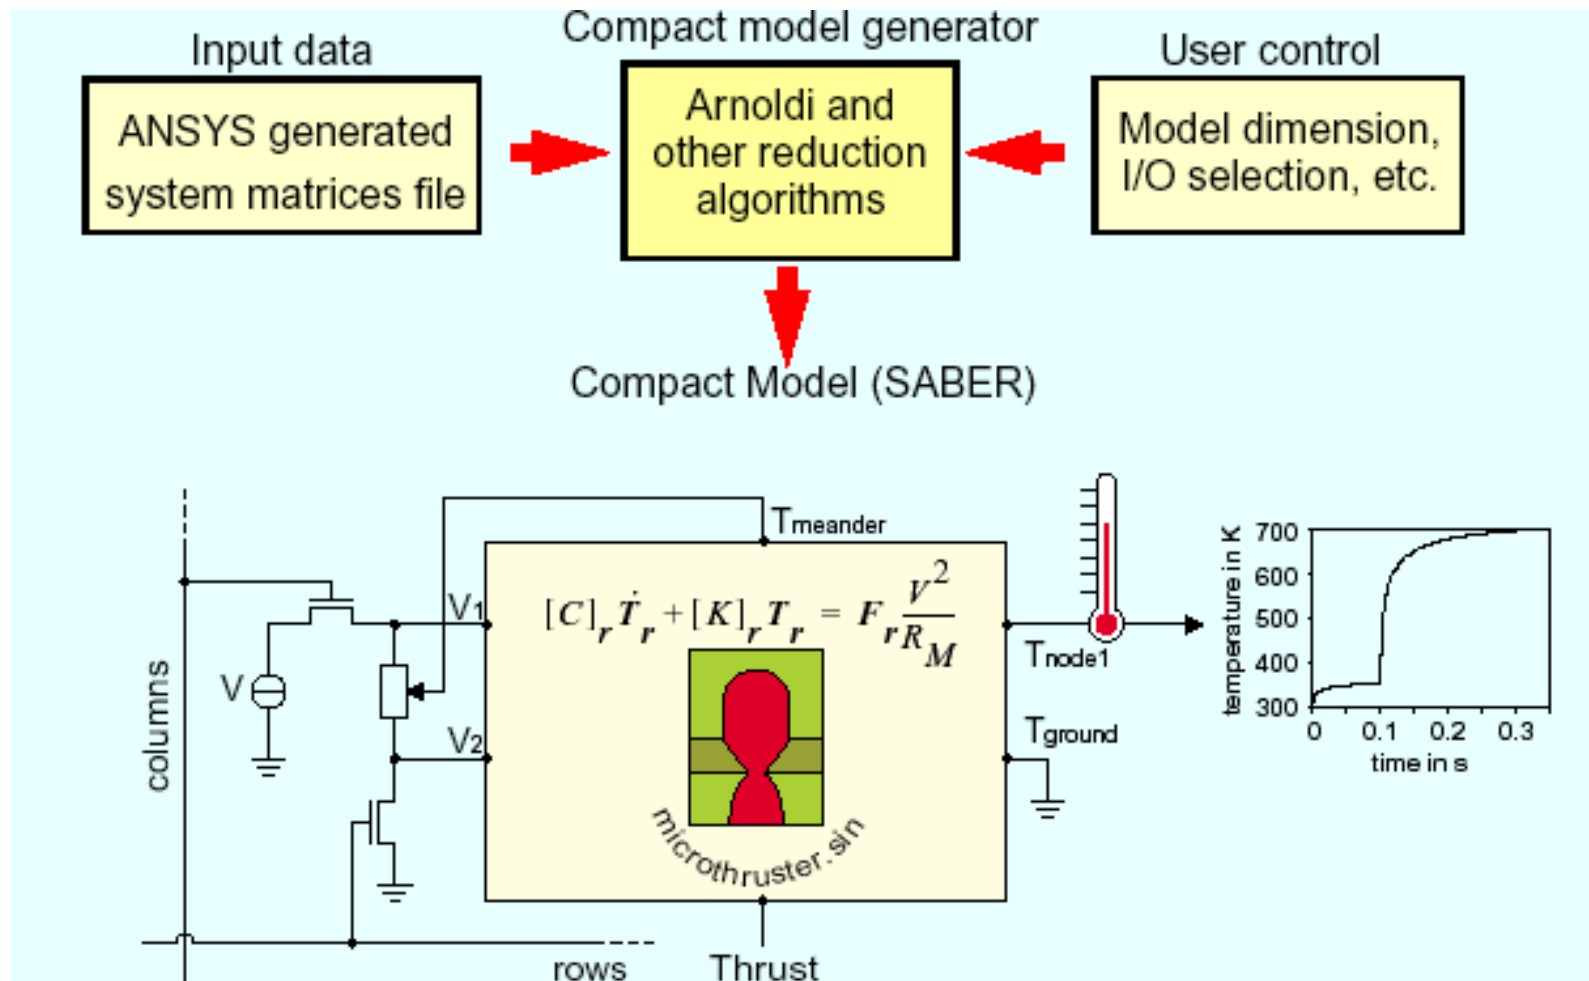 Compact model generator
Input data
User control
ANSYS generated
system matrices file
Arnoldi and
other reduction
algorithms
Model dimension,
I/O selection, etc.
Compact Model (SABER)
Tmeander
V1
[C]r Ṫr + [K]r Tr = Fr V²/RM
Tnode1
V
V2
Tground
columns
microthruster.sin
rows
Thrust
temperature in K
700
600
500
400
300
0 0.1 0.2 0.3
time in s